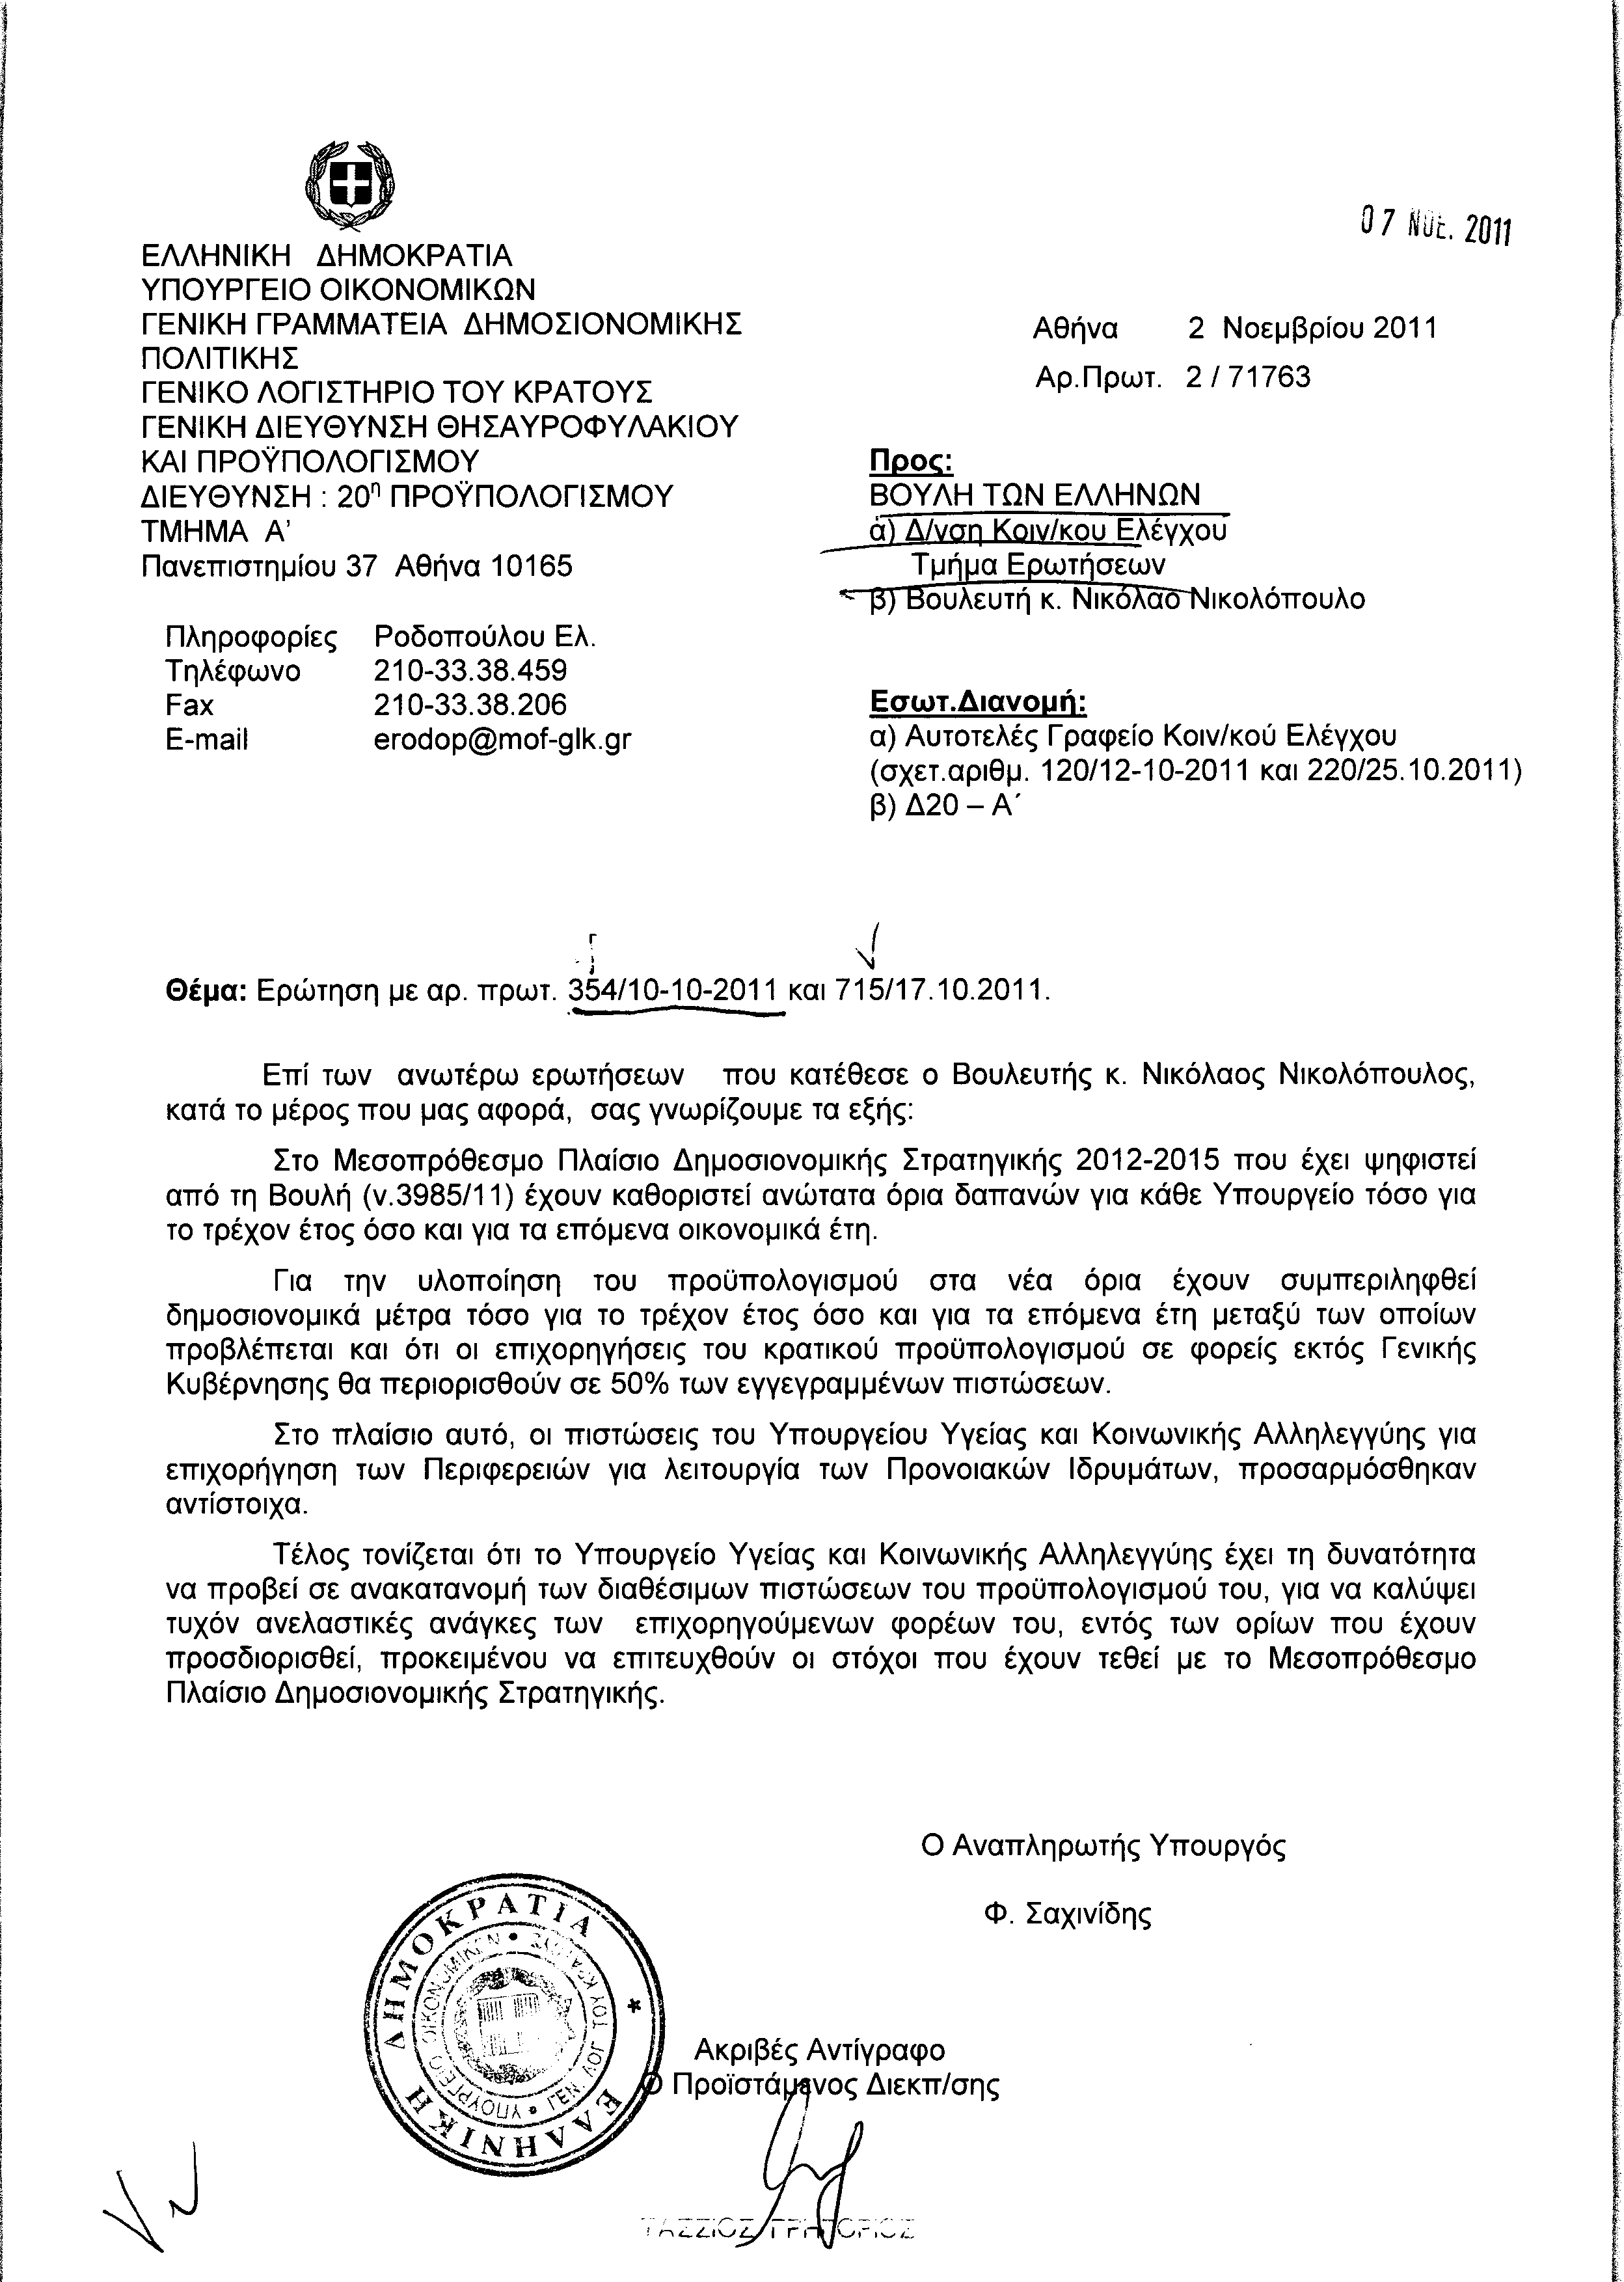 07 ΝΟΕ. 2011
ΕΛΛΗΝΙΚΗ ΔΗΜΟΚΡΑΤΙΑ
ΥΠΟΥΡΓΕΙΟ ΟΙΚΟΝΟΜΙΚΩΝ
ΓΕΝΙΚΗ ΓΡΑΜΜΑΤΕΙΑ ΔΗΜΟΣΙΟΝΟΜΙΚΗΣ
ΠΟΛΙΤΙΚΗΣ
ΓΕΝΙΚΟ ΛΟΓΙΣΤΗΡΙΟ ΤΟΥ ΚΡΑΤΟΥΣ
ΓΕΝΙΚΗ ΔΙΕΥΘΥΝΣΗ ΘΗΣΑΥΡΟΦΥΛΑΚΙΟΥ
ΚΑΙ ΠΡΟΫΠΟΛΟΓΙΣΜΟΥ
ΔΙΕΥΘΥΝΣΗ : 20η ΠΡΟΫΠΟΛΟΓΙΣΜΟΥ
ΤΜΗΜΑ Α’
Πανεπιστημίου 37 Αθήνα 10165
Πληροφορίες Ροδοπούλου Ελ.
Τηλέφωνο 210-33.38.459
Fax 210-33.38.206
E-mail erodop@mof-glk.gr
Αθήνα 2 Νοεμβρίου 2011
Αρ.Πρωτ. 2 / 71763
Προς:
ΒΟΥΛΗ ΤΩΝ ΕΛΛΗΝΩΝ
α) Δ/νση Κοιν/κου Ελέγχου
Τμήμα Ερωτήσεων
β) Βουλευτή κ. Νικόλαο Νικολόπουλο
Εσωτ.Διανομή:
α) Αυτοτελές Γραφείο Κοιν/κού Ελέγχου
(σχετ.αριθμ. 120/12-10-2011 και 220/25.10.2011)
β) Δ20 – Α΄
Θέμα: Ερώτηση με αρ. πρωτ. 354/10-10-2011 και 715/17.10.2011.
Επί των ανωτέρω ερωτήσεων που κατέθεσε ο Βουλευτής κ. Νικόλαος Νικολόπουλος,
κατά το μέρος που μας αφορά, σας γνωρίζουμε τα εξής:
Στο Μεσοπρόθεσμο Πλαίσιο Δημοσιονομικής Στρατηγικής 2012-2015 που έχει ψηφιστεί
από τη Βουλή (ν.3985/11) έχουν καθοριστεί ανώτατα όρια δαπανών για κάθε Υπουργείο τόσο για
το τρέχον έτος όσο και για τα επόμενα οικονομικά έτη.
Για την υλοποίηση του προϋπολογισμού στα νέα όρια έχουν συμπεριληφθεί
δημοσιονομικά μέτρα τόσο για το τρέχον έτος όσο και για τα επόμενα έτη μεταξύ των οποίων
προβλέπεται και ότι οι επιχορηγήσεις του κρατικού προϋπολογισμού σε φορείς εκτός Γενικής
Κυβέρνησης θα περιορισθούν σε 50% των εγγεγραμμένων πιστώσεων.
Στο πλαίσιο αυτό, οι πιστώσεις του Υπουργείου Υγείας και Κοινωνικής Αλληλεγγύης για
επιχορήγηση των Περιφερειών για λειτουργία των Προνοιακών Ιδρυμάτων, προσαρμόσθηκαν
αντίστοιχα.
Τέλος τονίζεται ότι το Υπουργείο Υγείας και Κοινωνικής Αλληλεγγύης έχει τη δυνατότητα
να προβεί σε ανακατανομή των διαθέσιμων πιστώσεων του προϋπολογισμού του, για να καλύψει
τυχόν ανελαστικές ανάγκες των επιχορηγούμενων φορέων του, εντός των ορίων που έχουν
προσδιορισθεί, προκειμένου να επιτευχθούν οι στόχοι που έχουν τεθεί με το Μεσοπρόθεσμο
Πλαίσιο Δημοσιονομικής Στρατηγικής.
Ο Αναπληρωτής Υπουργός
Φ. Σαχινίδης
ΕΛΛΗΝΙΚΗ ΔΗΜΟΚΡΑΤΙΑ
ΥΠΟΥΡΓΕΙΟ ΟΙΚΟΝΟΜΙΚΩΝ
ΓΕΝ. ΛΟΓ. ΤΟΥ
Ακριβές Αντίγραφο
Ο Προϊστάμενος Διεκπ/σης
ΤΑΣΣΙΟΣ ΓΡΗΓΟΡΙΟΣ